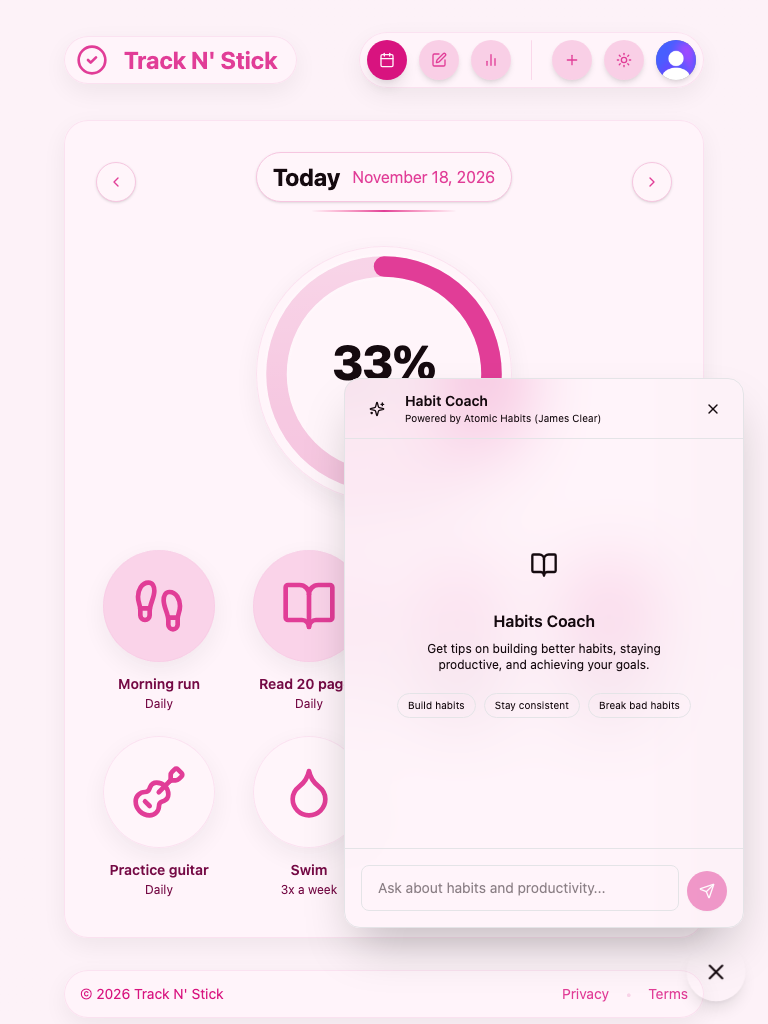 Track N' Stick
Today November 18, 2026
33%
Habit Coach
Powered by Atomic Habits (James Clear)
Habits Coach
Get tips on building better habits, staying
productive, and achieving your goals.
Build habits
Stay consistent
Break bad habits
Morning run
Daily
Read 20 pag
Daily
Practice guitar
Daily
Swim
3x a week
Ask about habits and productivity...
© 2026 Track N' Stick
Privacy • Terms